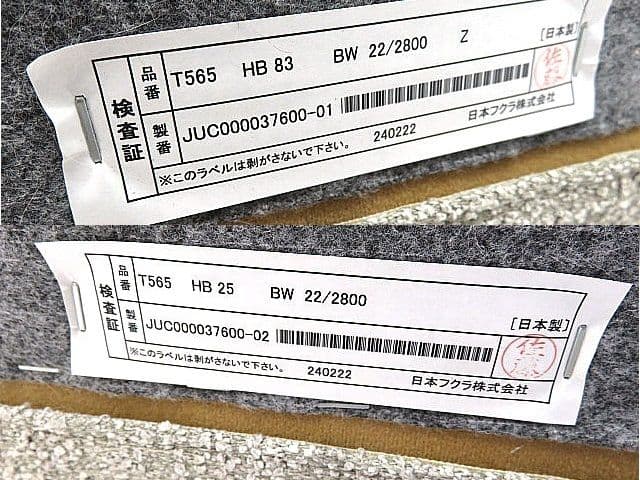 検査証
品番 T565 HB 83 BW 22/2800 Z [日本製]
製番 JUC000037600-01
※このラベルは剥がさないで下さい。 240222 日本フクラ株式会社
佐藤
検査証
品番 T565 HB 25 BW 22/2800 [日本製]
製番 JUC000037600-02
※このラベルは剥がさないで下さい。 240222 日本フクラ株式会社
佐藤